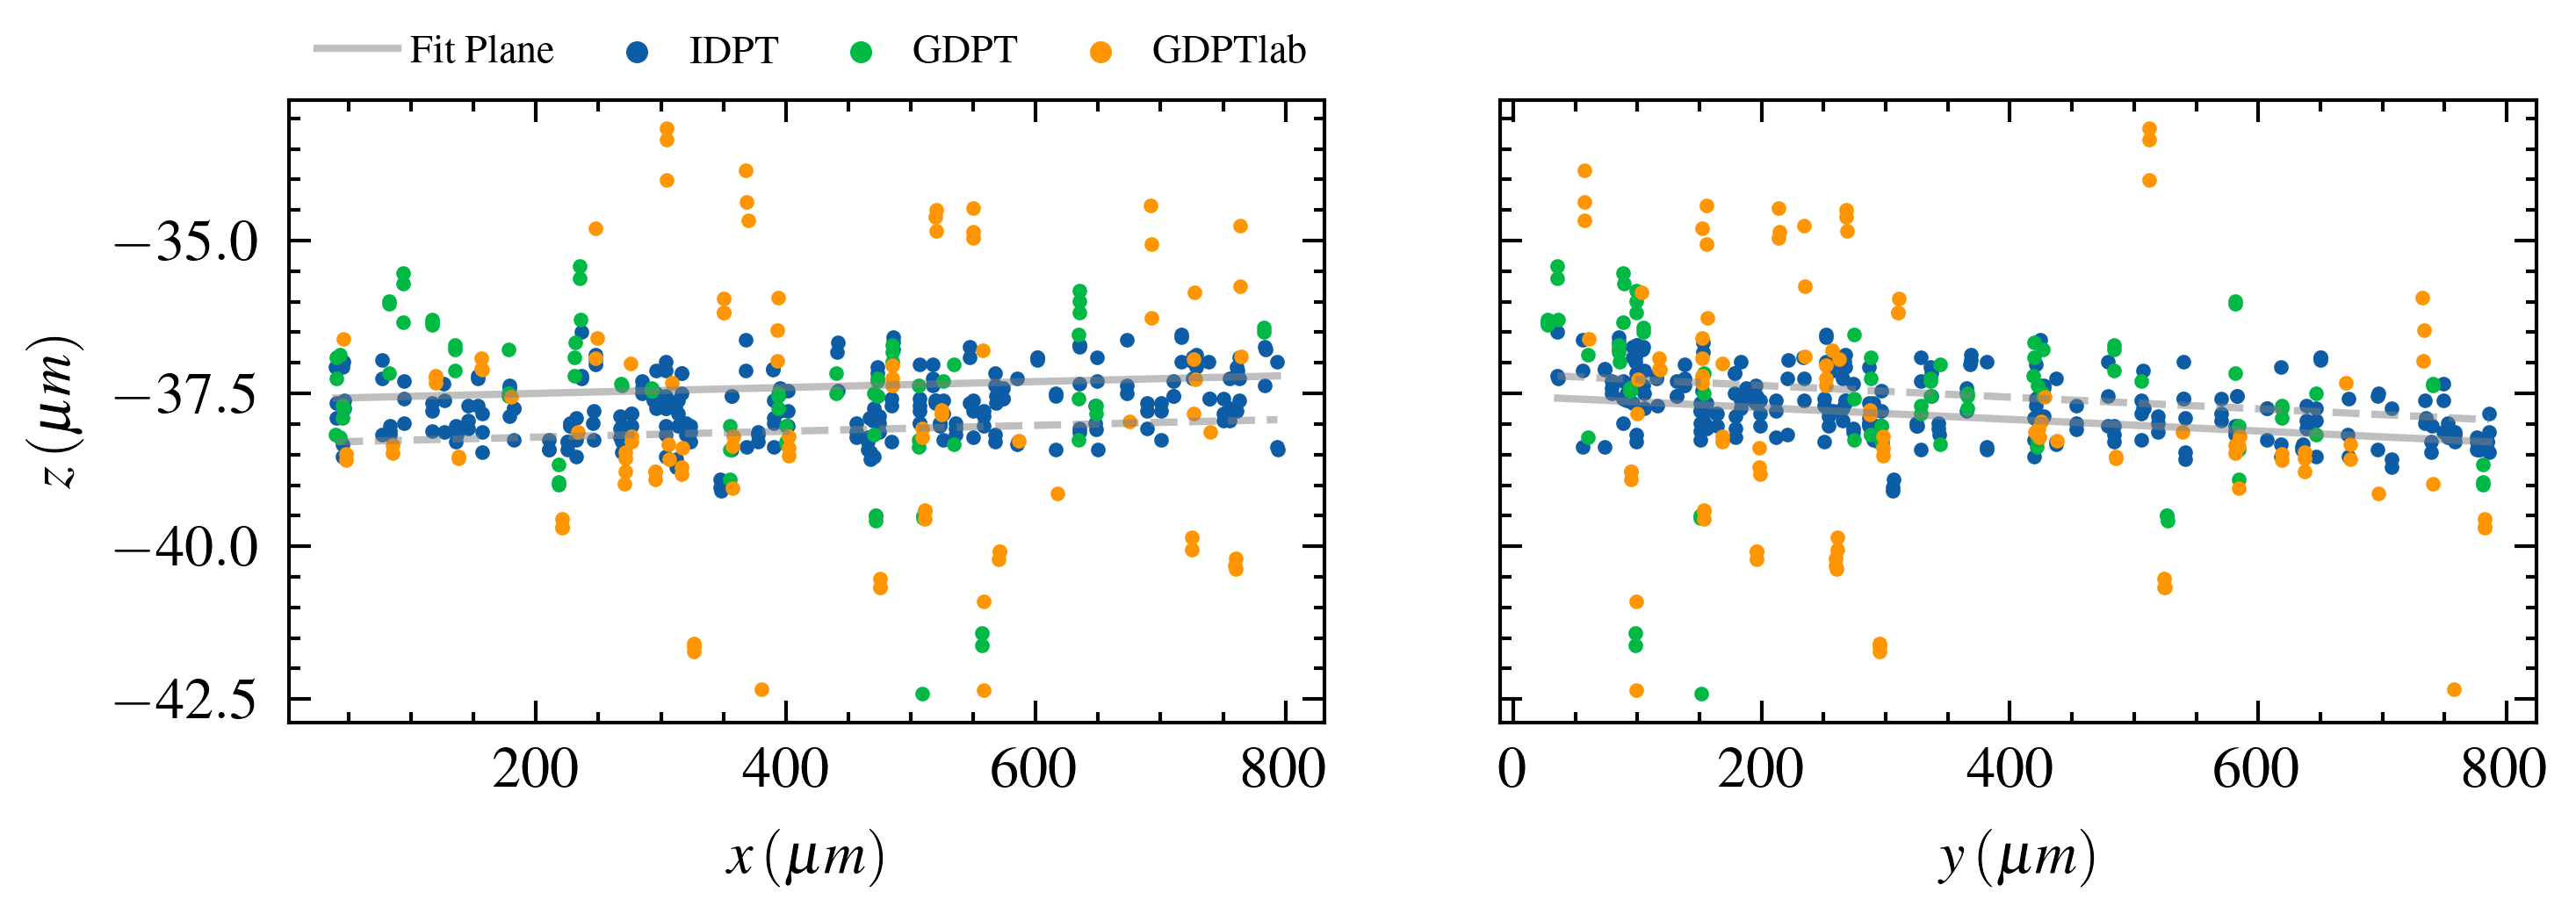 Fit Plane IDPT GDPT GDPTlab
−35.0
−37.5
−40.0
−42.5
z (μm)
200 400 600 800
x (μm)
0 200 400 600 800
y (μm)